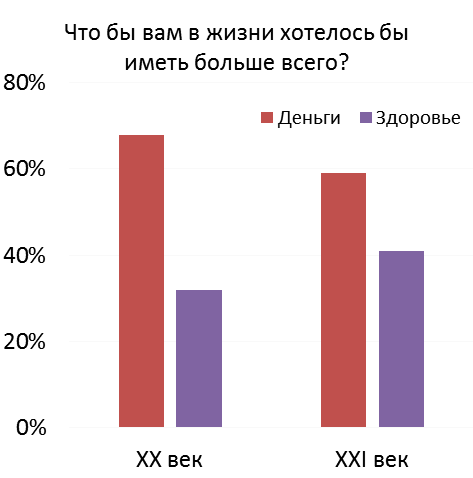 Что бы вам в жизни хотелось бы
иметь больше всего?
80%
Деньги Здоровье
60%
40%
20%
0%
XX век XXI век